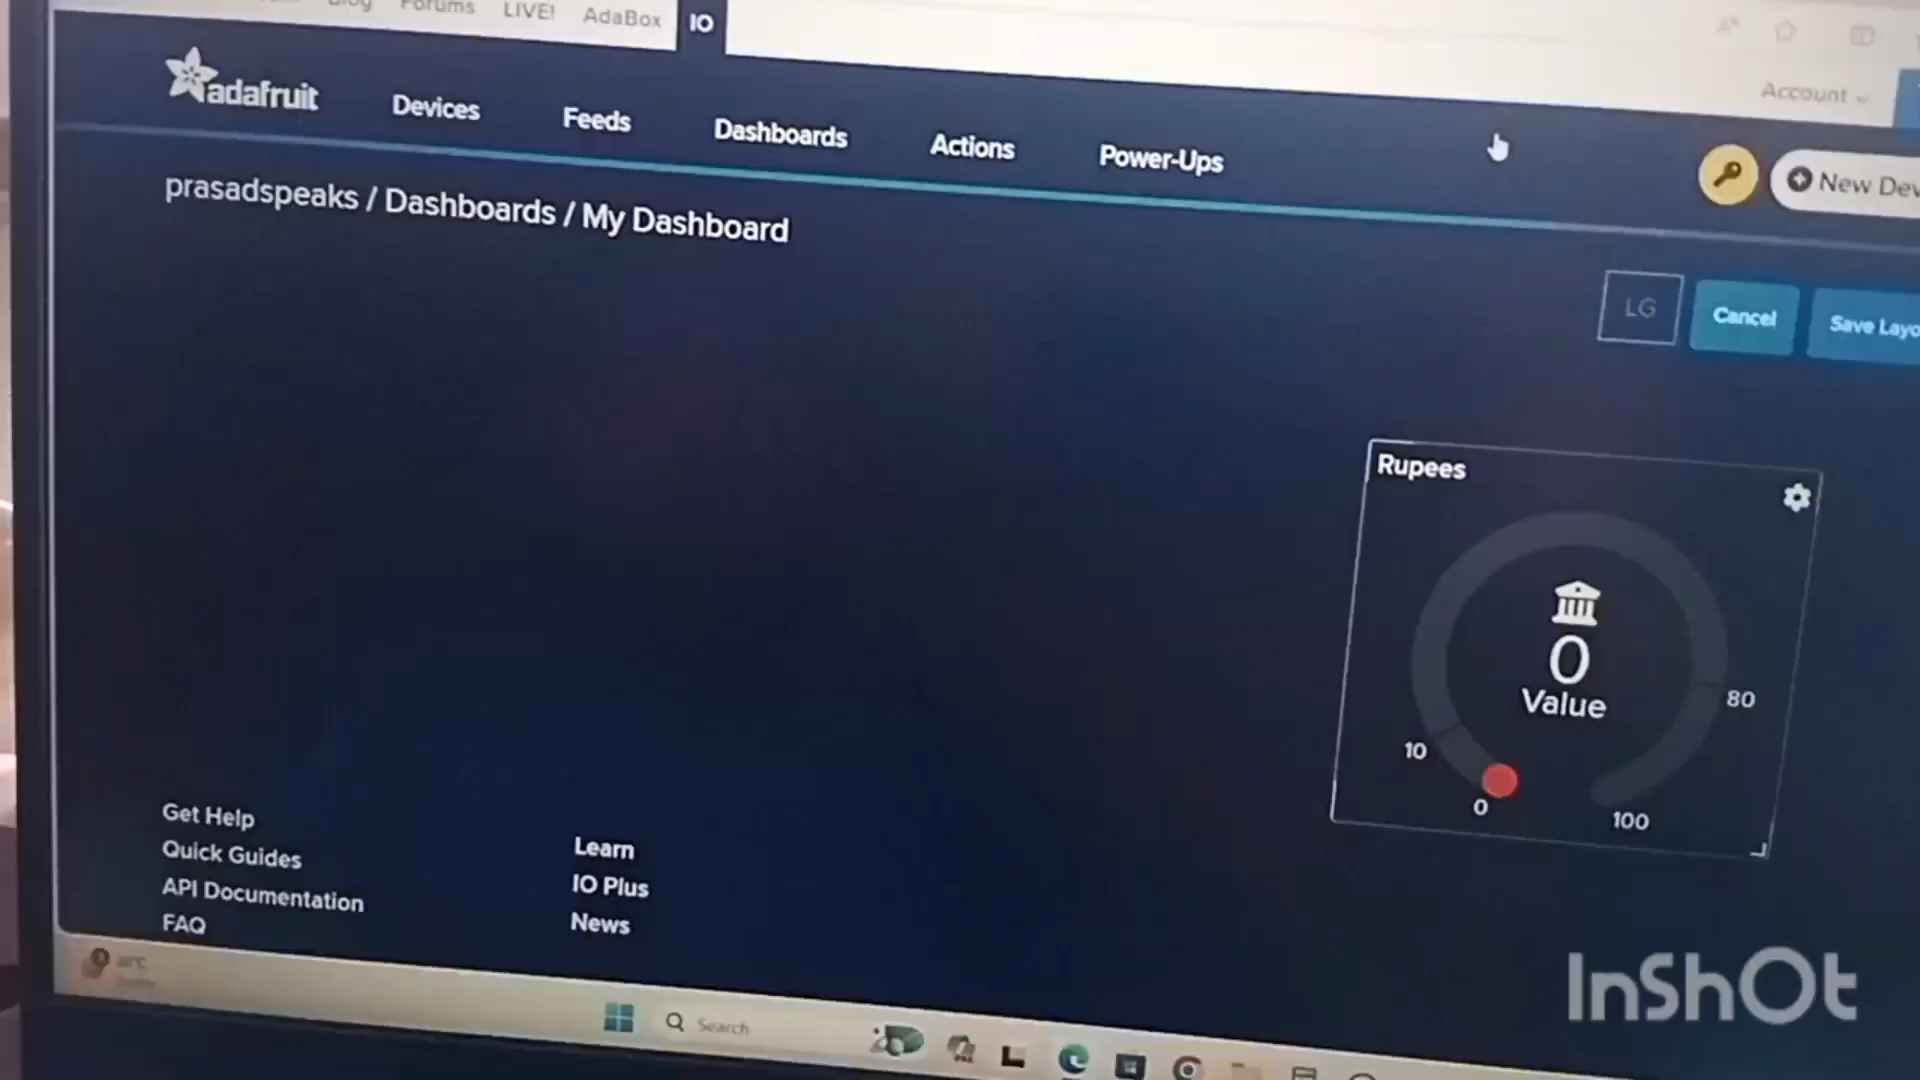 Blog Forums LIVE! AdaBox IO
Account
adafruit Devices Feeds Dashboards Actions Power-Ups
New Dev
prasadspeaks / Dashboards / My Dashboard
LG Cancel Save Layo
Rupees
0
Value
10
80
0
100
Get Help
Quick Guides
API Documentation
FAQ
Learn
IO Plus
News
Search
InShOt